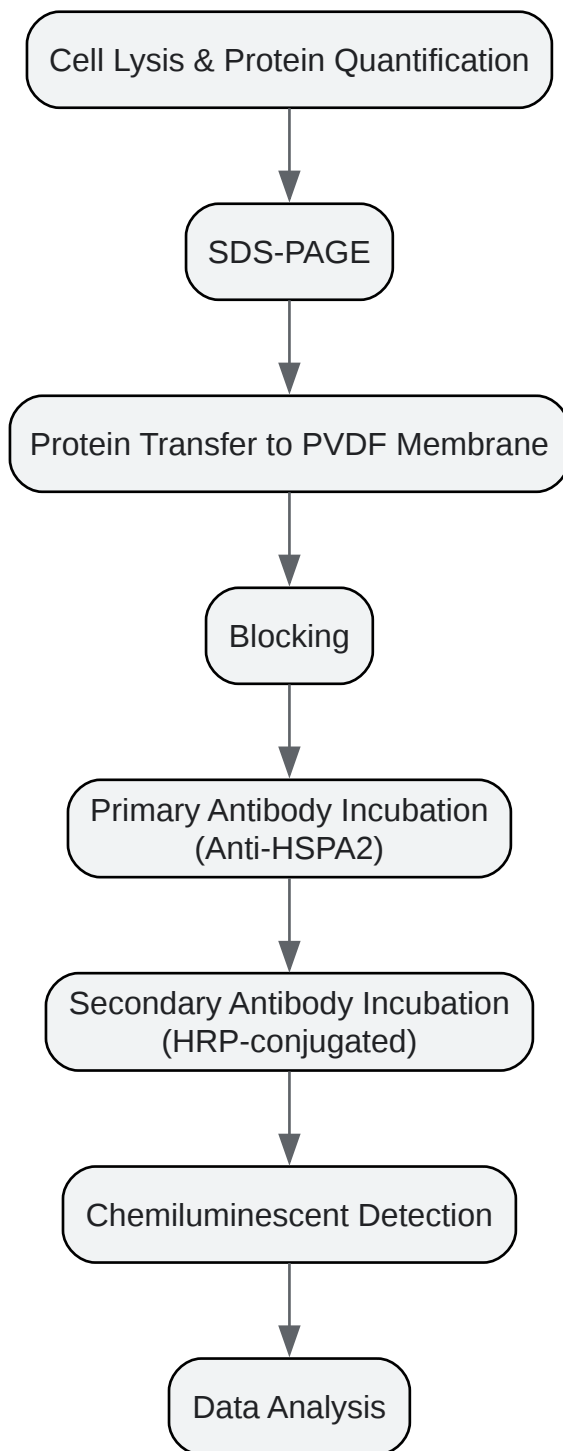 Cell Lysis & Protein Quantification
SDS-PAGE
Protein Transfer to PVDF Membrane
Blocking
Primary Antibody Incubation
(Anti-HSPA2)
Secondary Antibody Incubation
(HRP-conjugated)
Chemiluminescent Detection
Data Analysis